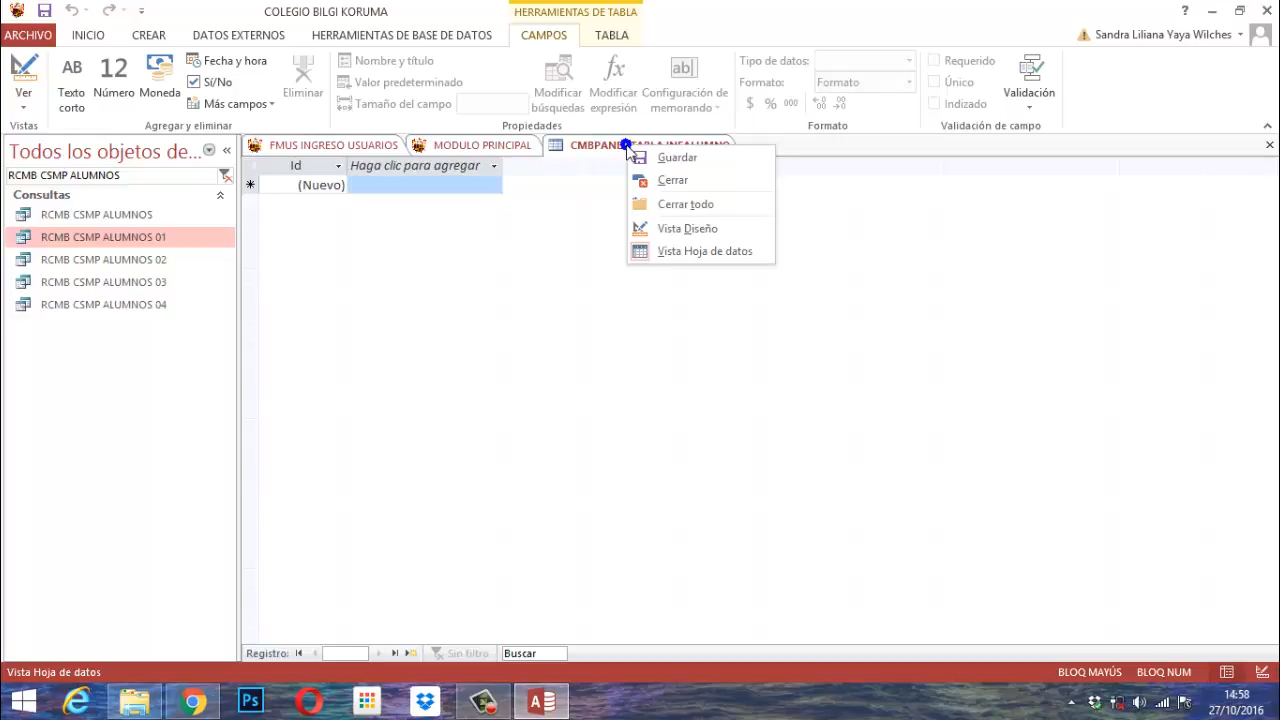 COLEGIO BILGI KORUMA
HERRAMIENTAS DE TABLA
?
ARCHIVO
INICIO
CREAR
DATOS EXTERNOS
HERRAMIENTAS DE BASE DE DATOS
CAMPOS
TABLA
Sandra Liliana Yaya Wilches
Ver
AB
Texto corto
12
Número
Moneda
Fecha y hora
Sí/No
Más campos
Eliminar
Nombre y título
Valor predeterminado
Tamaño del campo
Modificar búsquedas
fx
Modificar expresión
ab|
Configuración de memorando
Tipo de datos:
Formato:
Formato
$ % 000
Requerido
Único
Indizado
Validación
Vistas
Agregar y eliminar
Propiedades
Formato
Validación de campo
Todos los objetos de...
RCMB CSMP ALUMNOS
Consultas
RCMB CSMP ALUMNOS
RCMB CSMP ALUMNOS 01
RCMB CSMP ALUMNOS 02
RCMB CSMP ALUMNOS 03
RCMB CSMP ALUMNOS 04
FMUS INGRESO USUARIOS
MODULO PRINCIPAL
Id
Haga clic para agregar
(Nuevo)
Guardar
Cerrar
Cerrar todo
Vista Diseño
Vista Hoja de datos
Registro:
Sin filtro
Buscar
Vista Hoja de datos
BLOQ MAYÚS
BLOQ NUM
Ps
14:58
27/10/2016